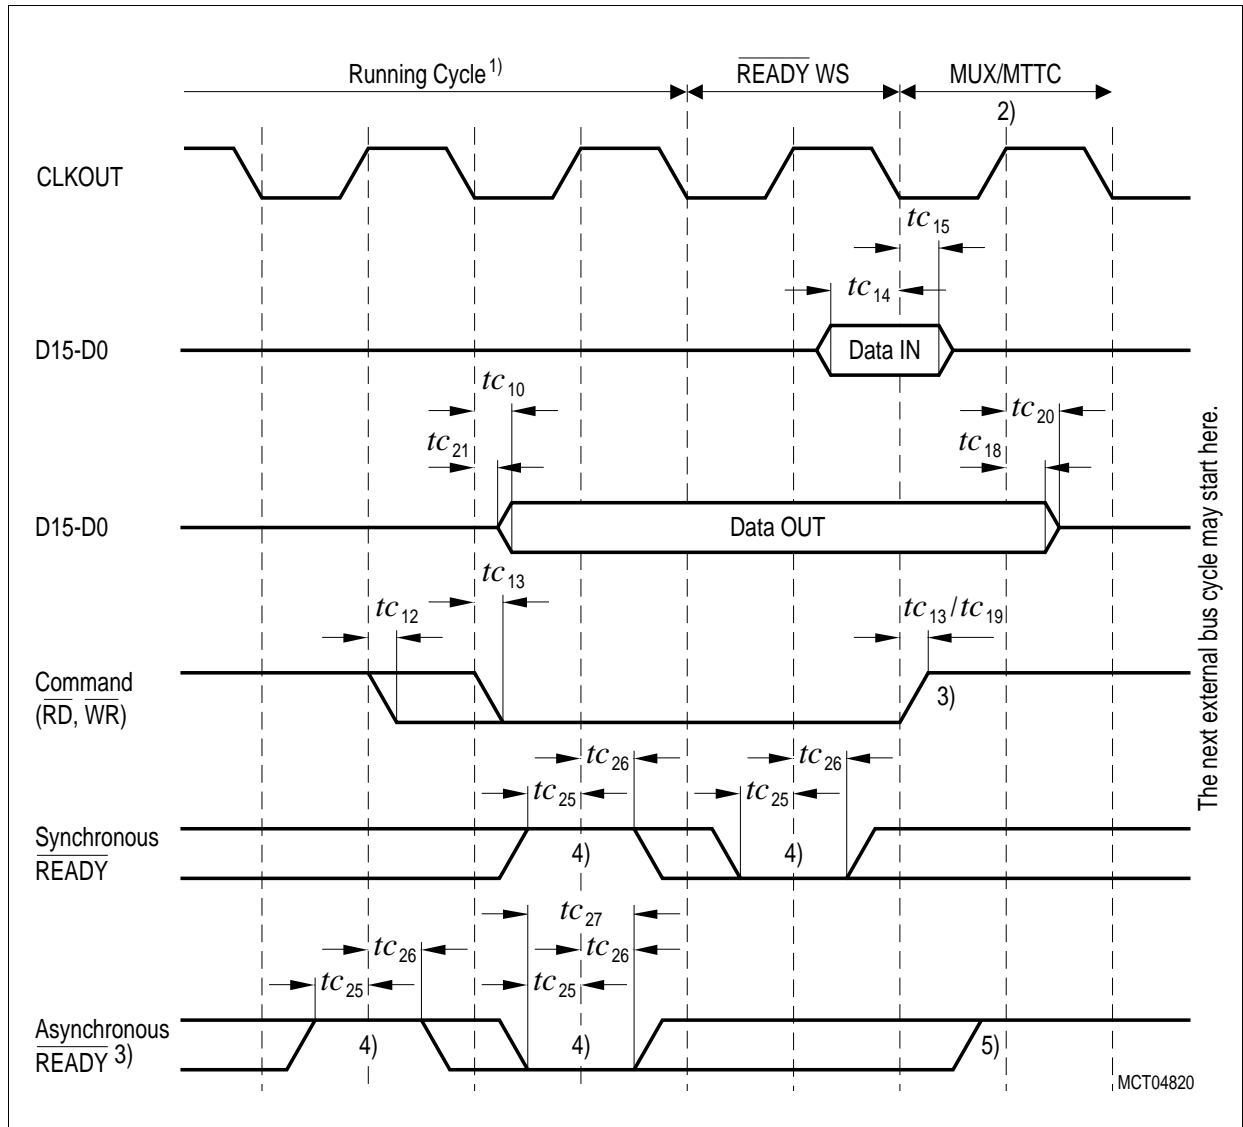 Running Cycle 1)
READY WS
MUX/MTTC
2)
CLKOUT
tc15
tc14
D15-D0
Data IN
tc10
tc20
tc21
tc18
D15-D0
Data OUT
tc13
tc12
tc13/tc19
Command
(RD, WR)
3)
tc26
tc26
tc25
tc25
Synchronous
READY
4)
4)
tc27
tc26
tc26
tc25
tc25
Asynchronous
READY 3)
4)
4)
5)
The next external bus cycle may start here.
MCT04820